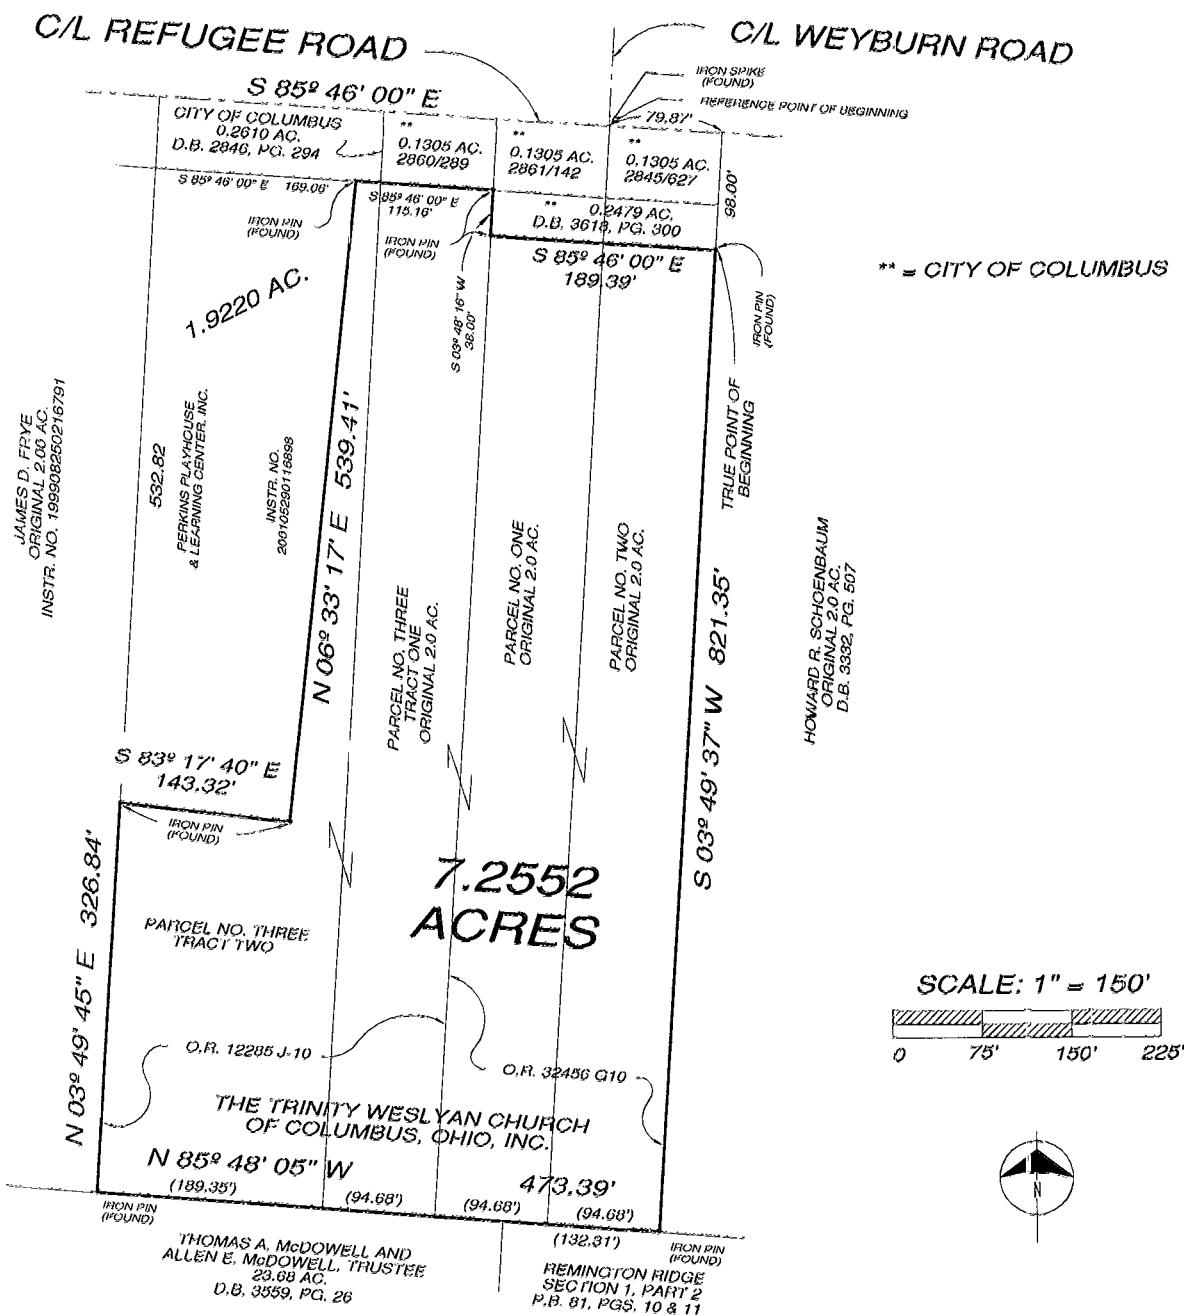 C/L REFUGEE ROAD
C/L WEYBURN ROAD
S 85º 46' 00" E
IRON SPIKE
(FOUND)
REFERENCE POINT OF BEGINNING
79.87'
CITY OF COLUMBUS
0.2610 AC.
D.B. 2846, PG. 294
**
0.1305 AC.
2860/289
**
0.1305 AC.
2861/142
**
0.1305 AC.
2845/627
98.00'
S 85º 46' 00" E 169.06'
IRON PIN
(FOUND)
S 85º 46' 00" E
115.16'
IRON PIN
(FOUND)
** 0.2479 AC.
D.B. 3618, PG. 300
S 85º 46' 00" E
189.39'
S 03º 48' 16" W
38.00'
IRON PIN
(FOUND)
** = CITY OF COLUMBUS
1.9220 AC.
TRUE POINT OF
BEGINNING
JAMES D. FRYE
ORIGINAL 2.00 AC.
INSTR. NO. 199908250216791
532.82
PERKINS PLAYHOUSE
& LEARNING CENTER, INC.
INSTR. NO.
200105290116898
N 06º 33' 17" E 539.41'
PARCEL NO. THREE
TRACT ONE
ORIGINAL 2.0 AC.
PARCEL NO. ONE
ORIGINAL 2.0 AC.
PARCEL NO. TWO
ORIGINAL 2.0 AC.
S 03º 49' 37" W 821.35'
HOWARD R. SCHOENBAUM
ORIGINAL 2.0 AC.
D.B. 3332, PG. 507
S 83º 17' 40" E
143.32'
IRON PIN
(FOUND)
N 03º 49' 45" E 326.84'
7.2552
ACRES
PARCEL NO. THREE
TRACT TWO
SCALE: 1" = 150'
0 75' 150' 225'
O.R. 12285 J-10
O.R. 32456 G10
THE TRINITY WESLYAN CHURCH
OF COLUMBUS, OHIO, INC.
N 85º 48' 05" W 473.39'
(189.35') (94.68') (94.68') (94.68')
N
IRON PIN
(FOUND)
(132.31')
IRON PIN
(FOUND)
THOMAS A. McDOWELL AND
ALLEN E. McDOWELL, TRUSTEE
23.68 AC.
D.B. 3559, PG. 26
REMINGTON RIDGE
SECTION 1, PART 2
P.B. 81, PGS. 10 & 11